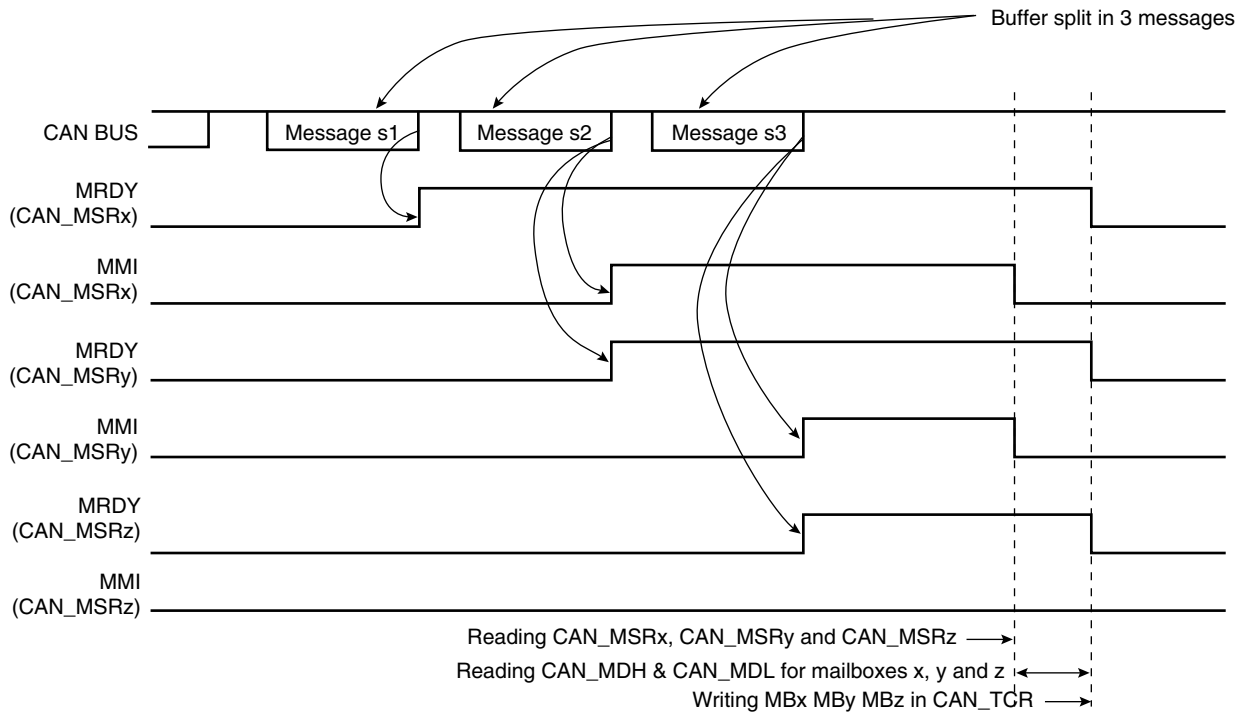 Buffer split in 3 messages
CAN BUS
Message s1
Message s2
Message s3
MRDY
(CAN_MSRx)
MMI
(CAN_MSRx)
MRDY
(CAN_MSRy)
MMI
(CAN_MSRy)
MRDY
(CAN_MSRz)
MMI
(CAN_MSRz)
Reading CAN_MSRx, CAN_MSRy and CAN_MSRz
Reading CAN_MDH & CAN_MDL for mailboxes x, y and z
Writing MBx MBy MBz in CAN_TCR